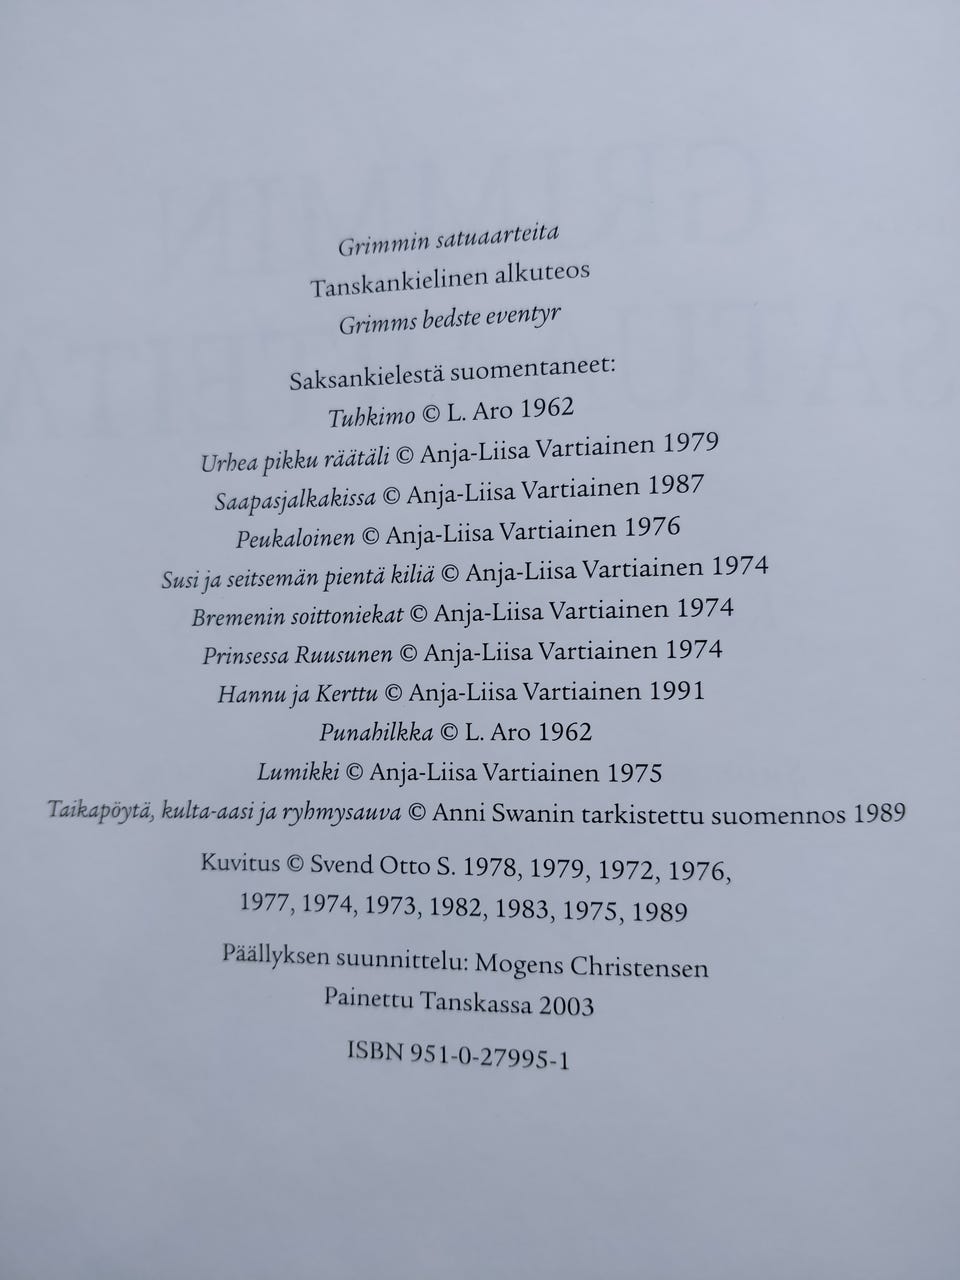 Grimmin satuaarteita
Tanskankielinen alkuteos
Grimms bedste eventyr
Saksankielestä suomentaneet:
Tuhkimo © L. Aro 1962
Urhea pikku räätäli © Anja-Liisa Vartiainen 1979
Saapasjalkakissa © Anja-Liisa Vartiainen 1987
Peukaloinen © Anja-Liisa Vartiainen 1976
Susi ja seitsemän pientä kiliä © Anja-Liisa Vartiainen 1974
Bremenin soittoniekat © Anja-Liisa Vartiainen 1974
Prinsessa Ruusunen © Anja-Liisa Vartiainen 1974
Hannu ja Kerttu © Anja-Liisa Vartiainen 1991
Punahilkka © L. Aro 1962
Lumikki © Anja-Liisa Vartiainen 1975
Taikapöytä, kulta-aasi ja ryhmysauva © Anni Swanin tarkistettu suomennos 1989
Kuvitus © Svend Otto S. 1978, 1979, 1972, 1976,
1977, 1974, 1973, 1982, 1983, 1975, 1989
Päällyksen suunnittelu: Mogens Christensen
Painettu Tanskassa 2003
ISBN 951-0-27995-1